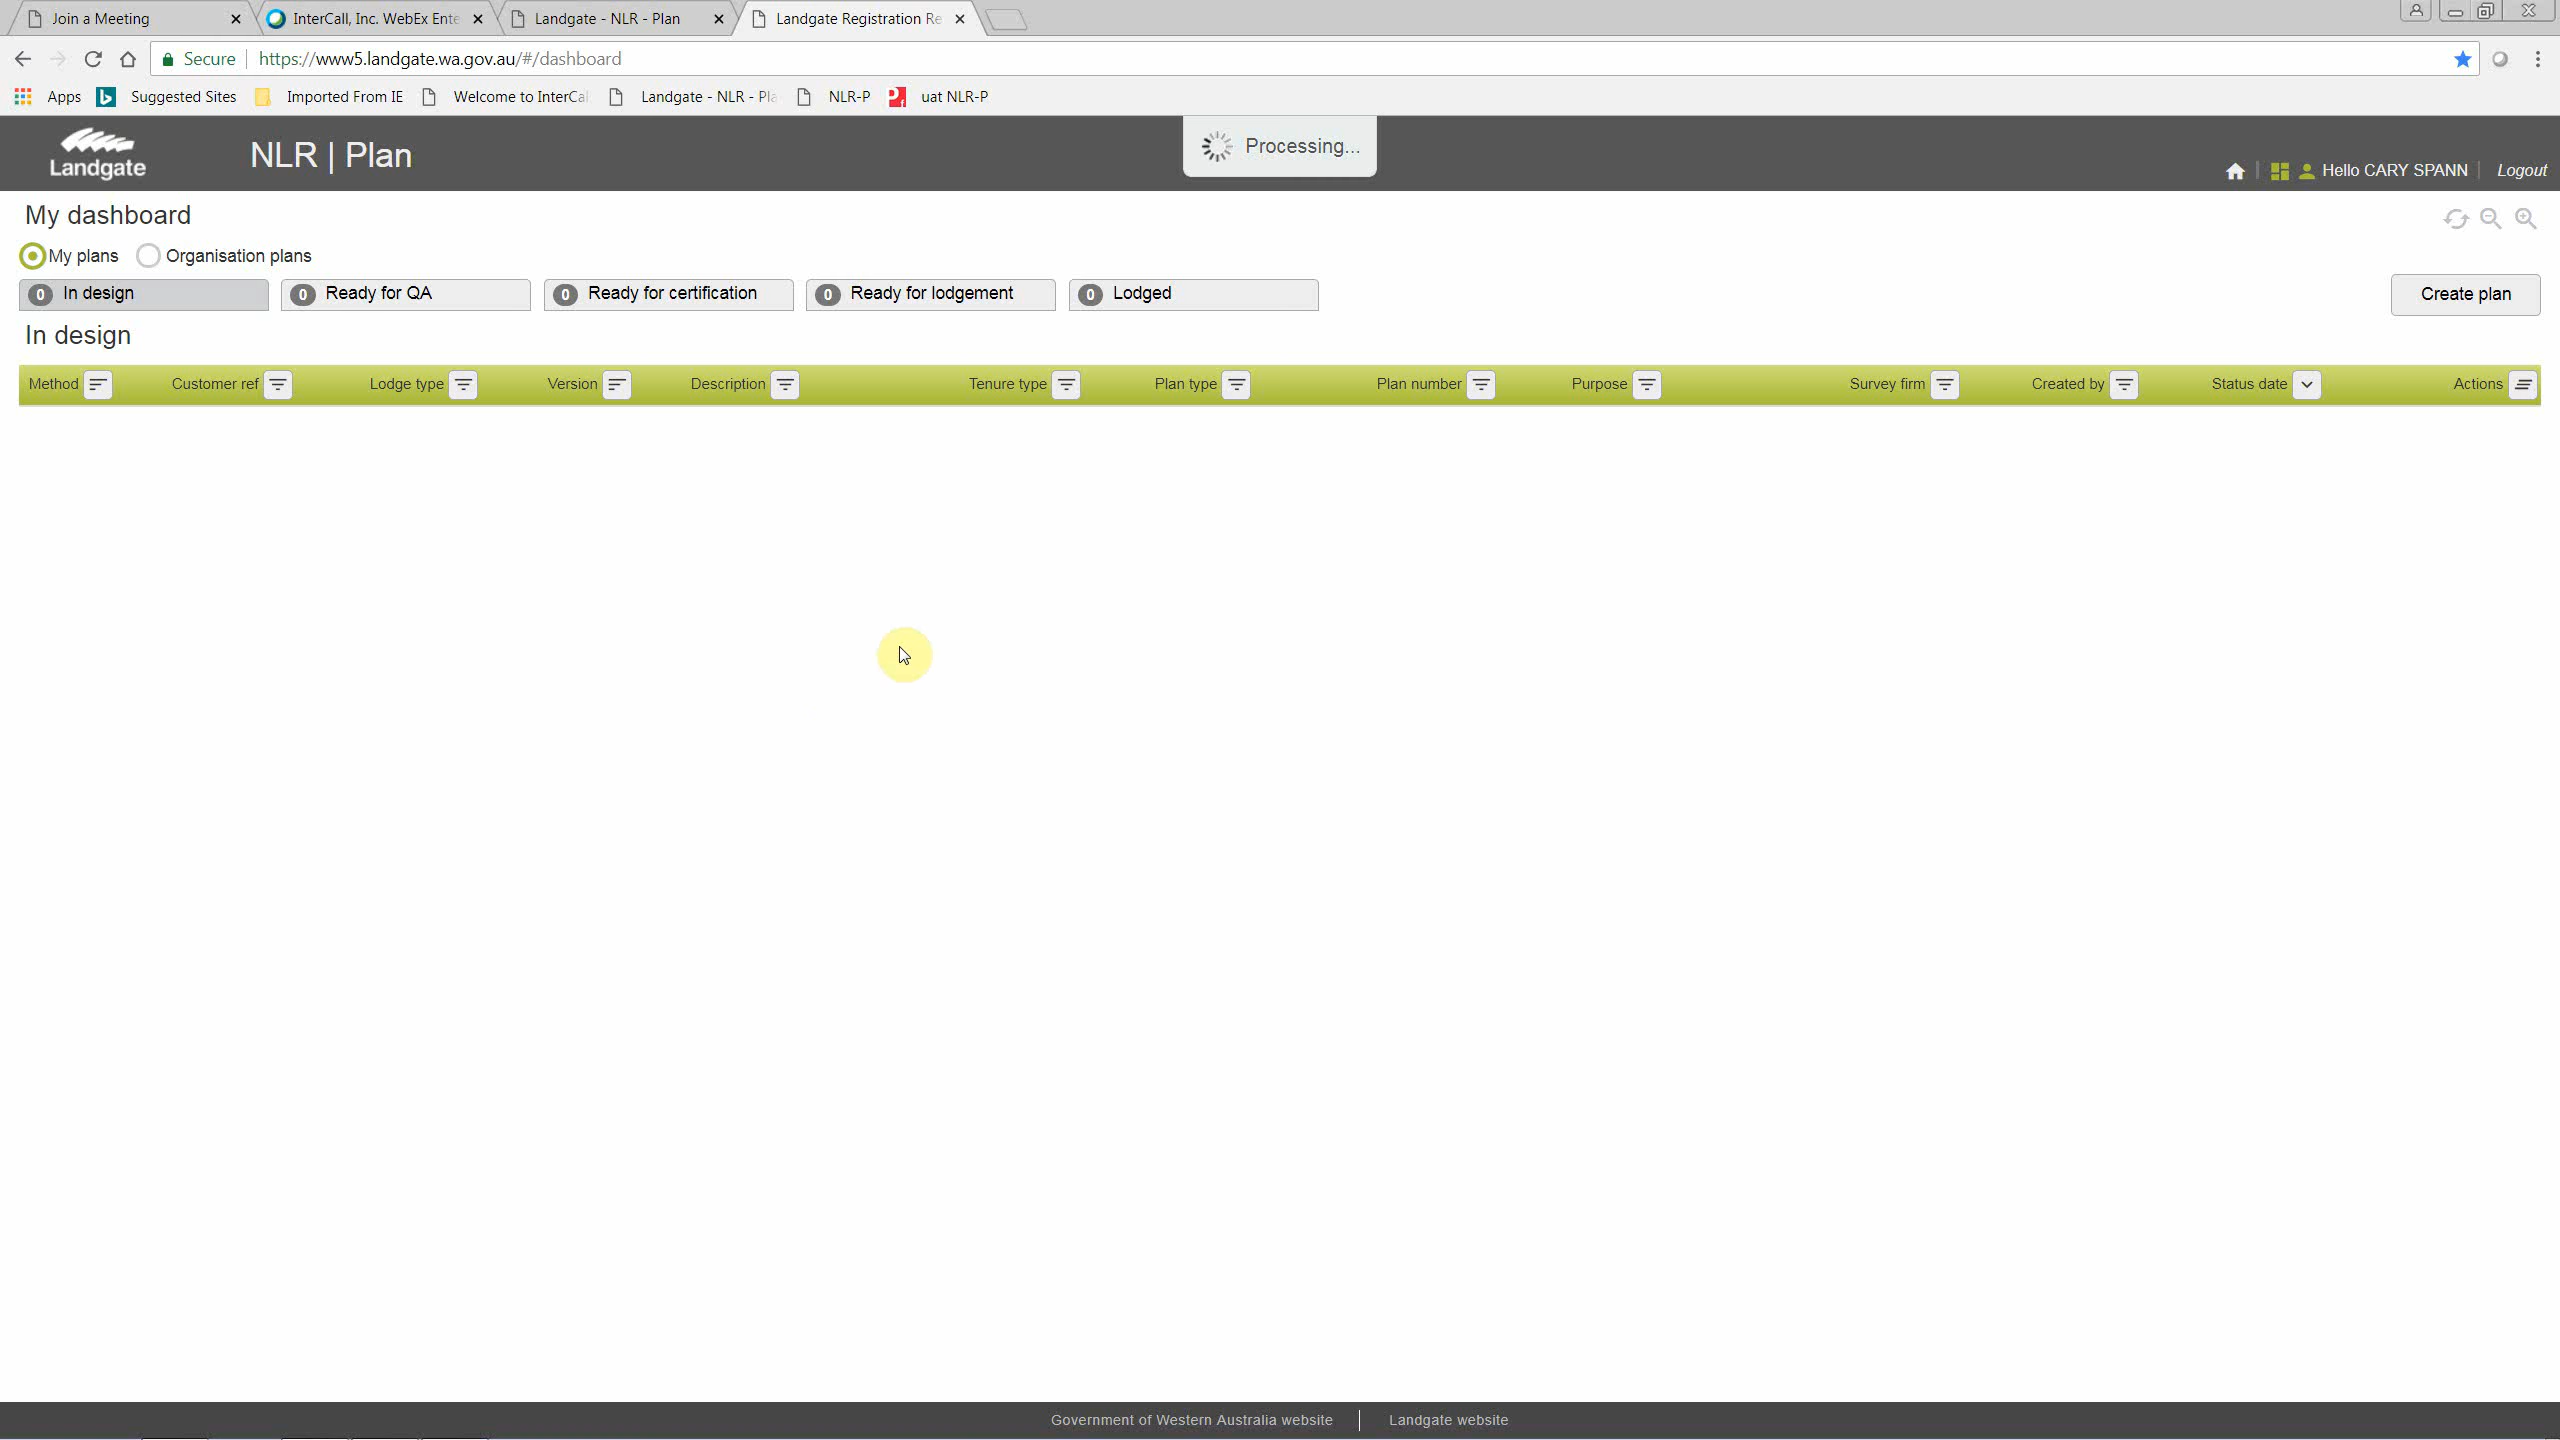 Join a Meeting
InterCall, Inc. WebEx Ente
Landgate - NLR - Plan
Landgate Registration Re
Secure
https://www5.landgate.wa.gov.au/#/dashboard
Apps
Suggested Sites
Imported From IE
Welcome to InterCal
Landgate - NLR - Pla
NLR-P
uat NLR-P
Landgate
NLR | Plan
Processing...
Hello CARY SPANN
Logout
My dashboard
My plans
Organisation plans
0 In design
0 Ready for QA
0 Ready for certification
0 Ready for lodgement
0 Lodged
Create plan
In design
Method
Customer ref
Lodge type
Version
Description
Tenure type
Plan type
Plan number
Purpose
Survey firm
Created by
Status date
Actions
Government of Western Australia website
Landgate website